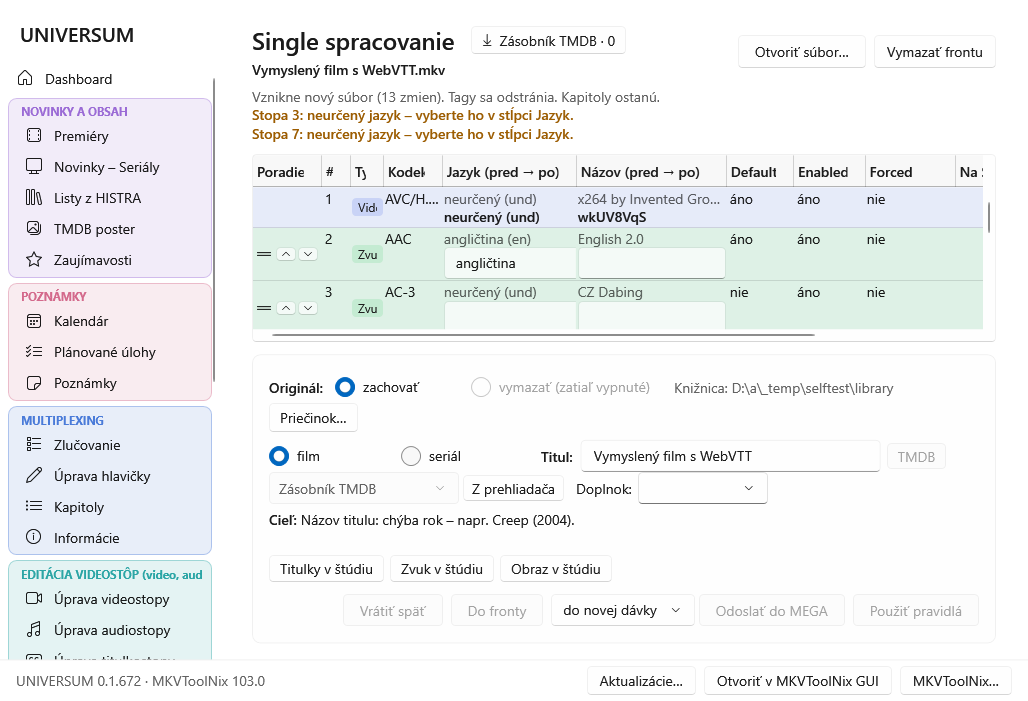 UNIVERSUM
Dashboard
NOVINKY A OBSAH
Premiéry
Novinky – Seriály
Listy z HISTRA
TMDB poster
Zaujímavosti
POZNÁMKY
Kalendár
Plánované úlohy
Poznámky
MULTIPLEXING
Zlučovanie
Úprava hlavičky
Kapitoly
Informácie
EDITÁCIA VIDEOSTÔP (video, aud
Úprava videostopy
Úprava audiostopy
Single spracovanie
Zásobník TMDB · 0
Otvoriť súbor...
Vymazať frontu
Vymyslený film s WebVTT.mkv
Vznikne nový súbor (13 zmien). Tagy sa odstránia. Kapitoly ostanú.
Stopa 3: neurčený jazyk – vyberte ho v stĺpci Jazyk.
Stopa 7: neurčený jazyk – vyberte ho v stĺpci Jazyk.
Poradie # Ty Kodek Jazyk (pred → po) Názov (pred → po) Default Enabled Forced Na
1 Vid AVC/H.... neurčený (und) x264 by Invented Gro... áno áno nie
neurčený (und) wkUV8VqS
2 Zvu AAC angličtina (en) English 2.0 áno áno nie
angličtina
3 Zvu AC-3 neurčený (und) CZ Dabing nie áno nie
Originál: zachovať vymazať (zatiaľ vypnuté) Knižnica: D:\a\_temp\selftest\library
Priečinok...
film seriál Titul: Vymyslený film s WebVTT TMDB
Zásobník TMDB Z prehliadača Doplnok:
Cieľ: Názov titulu: chýba rok – napr. Creep (2004).
Titulky v štúdiu Zvuk v štúdiu Obraz v štúdiu
Vrátiť späť Do fronty do novej dávky Odoslať do MEGA Použiť pravidlá
UNIVERSUM 0.1.672 · MKVToolNix 103.0
Aktualizácie... Otvoriť v MKVToolNix GUI MKVToolNix...